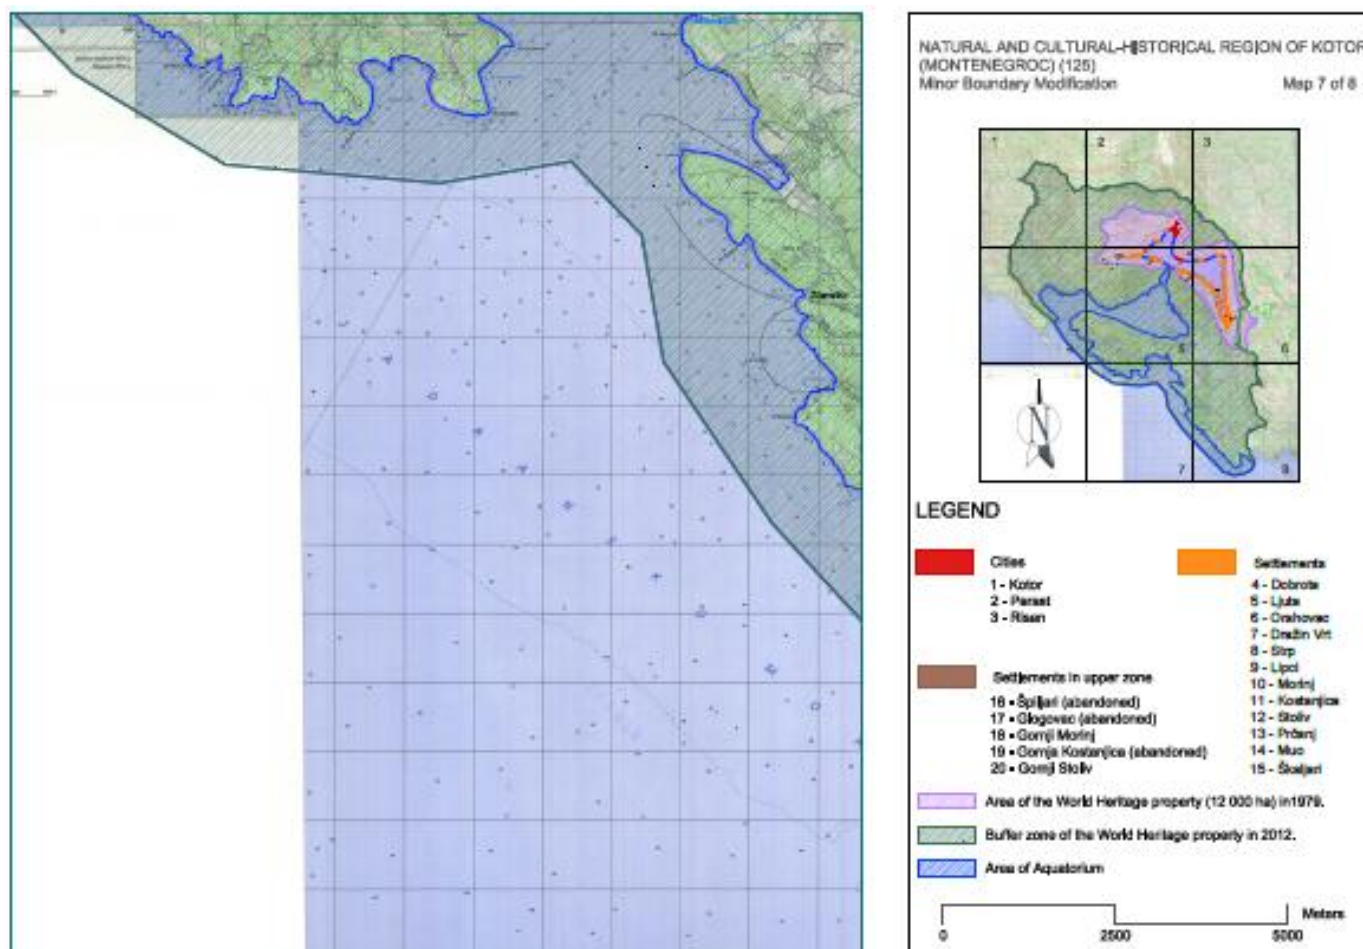 NATURAL AND CULTURAL-HISTORICAL REGION OF KOTOR
(MONTENEGROC) (125)
Minor Boundary Modification Map 7 of 8
1 2 3
5 6
7 8
N
LEGEND
Cities
1 - Kotor
2 - Perast
3 - Risan
Settlements
4 - Dobrota
5 - Ljuta
6 - Orahovac
7 - Dražin Vrt
8 - Strp
9 - Lipci
10 - Morinj
11 - Kostanjica
12 - Stoliv
13 - Prčanj
14 - Muo
15 - Škaljari
Settlements in upper zone
16 - Špiljari (abandoned)
17 - Glogovac (abandoned)
18 - Gornji Morinj
19 - Gornja Kostanjica (abandoned)
20 - Gornji Stoliv
Area of the World Heritage property (12 000 ha) in1979.
Buffer zone of the World Heritage property in 2012.
Area of Aquatorium
Meters
0 2500 5000